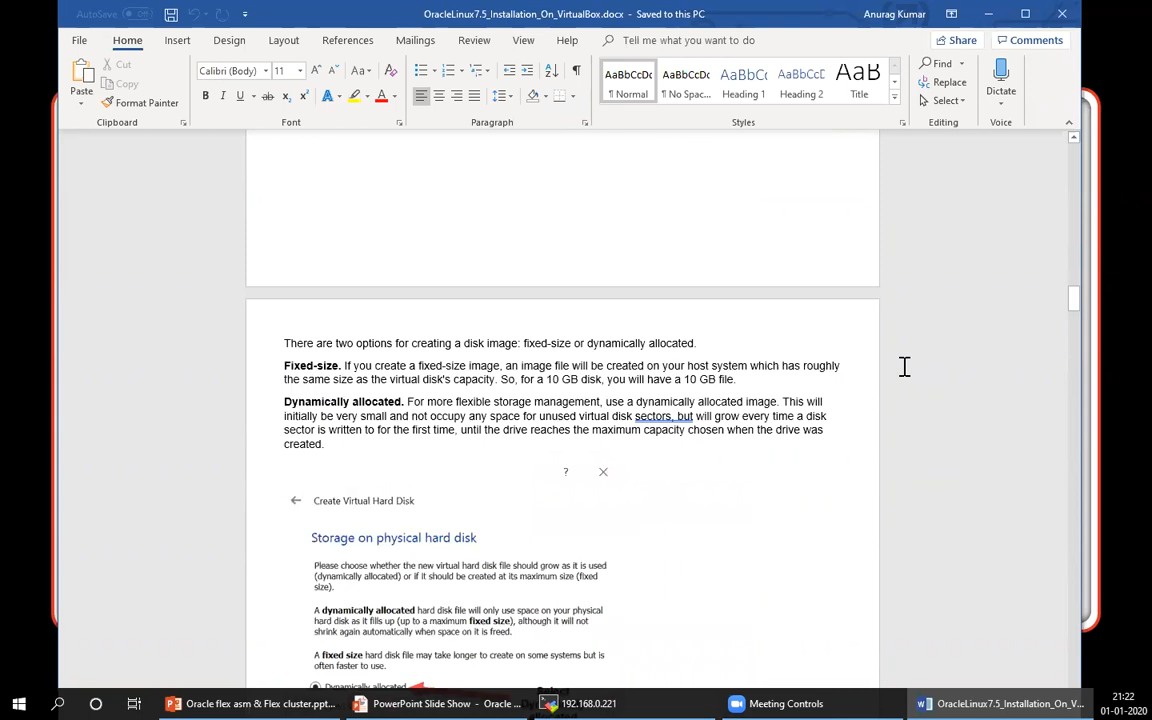 AutoSave Off
OracleLinux7.5_Installation_On_VirtualBox.docx - Saved to this PC
Anurag Kumar
File Home Insert Design Layout References Mailings Review View Help Tell me what you want to do Share Comments
Paste
Cut
Copy
Format Painter
Clipboard
Calibri (Body) 11
Font
Paragraph
AaBbCcDc AaBbCcDc AaBbCc AaBbCcD AaB
¶ Normal ¶ No Spac... Heading 1 Heading 2 Title
Styles
Find
Replace
Select
Editing
Dictate
Voice
There are two options for creating a disk image: fixed-size or dynamically allocated.
Fixed-size. If you create a fixed-size image, an image file will be created on your host system which has roughly
the same size as the virtual disk's capacity. So, for a 10 GB disk, you will have a 10 GB file.
Dynamically allocated. For more flexible storage management, use a dynamically allocated image. This will
initially be very small and not occupy any space for unused virtual disk sectors, but will grow every time a disk
sector is written to for the first time, until the drive reaches the maximum capacity chosen when the drive was
created.
? ×
← Create Virtual Hard Disk
Storage on physical hard disk
Please choose whether the new virtual hard disk file should grow as it is used
(dynamically allocated) or if it should be created at its maximum size (fixed
size).
A dynamically allocated hard disk file will only use space on your physical
hard disk as it fills up (up to a maximum fixed size), although it will not
shrink again automatically when space on it is freed.
A fixed size hard disk file may take longer to create on some systems but is
often faster to use.
Dynamically allocated
Oracle flex asm & Flex cluster.ppt...
PowerPoint Slide Show - Oracle ...
192.168.0.221
Meeting Controls
OracleLinux7.5_Installation_On_V...
21:22
01-01-2020